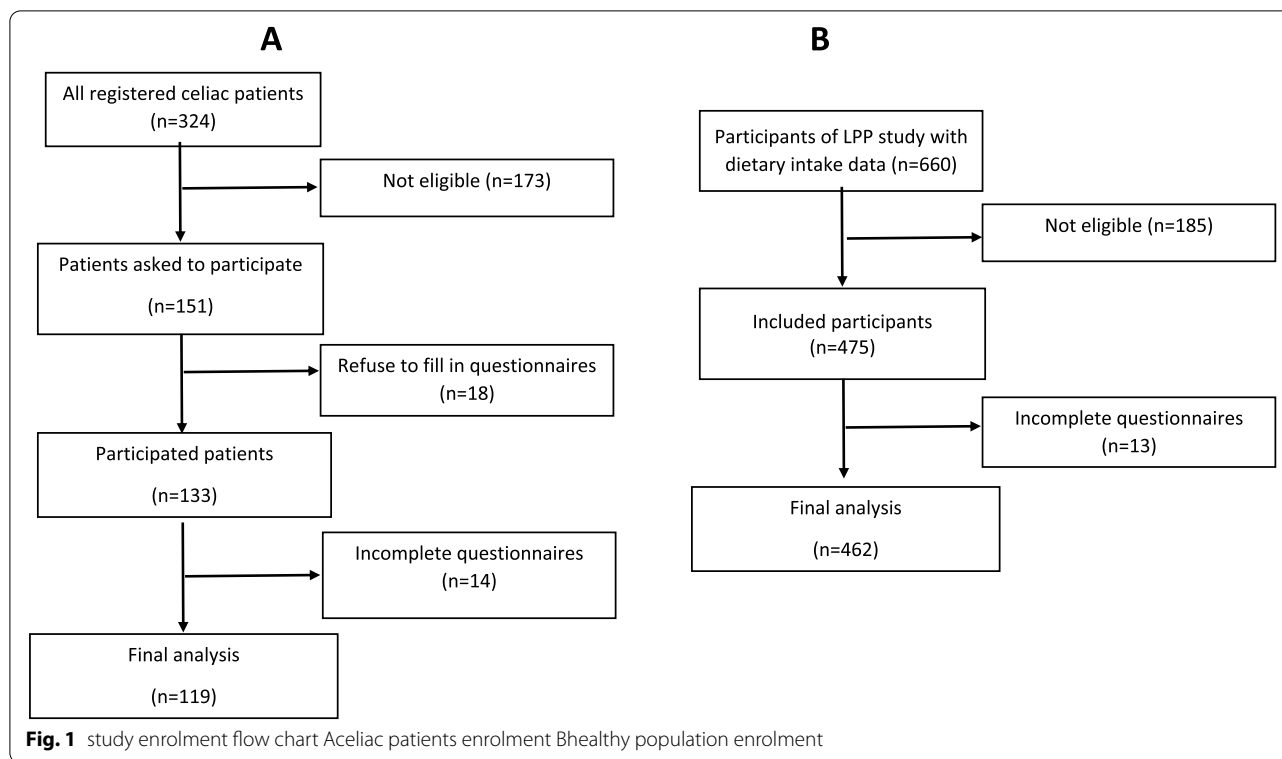 A
All registered celiac patients
(n=324)
Not eligible (n=173)
Patients asked to participate
(n=151)
Refuse to fill in questionnaires
(n=18)
Participated patients
(n=133)
Incomplete questionnaires
(n=14)
Final analysis
(n=119)
B
Participants of LPP study with
dietary intake data (n=660)
Not eligible (n=185)
Included participants
(n=475)
Incomplete questionnaires
(n=13)
Final analysis
(n=462)
Fig. 1 study enrolment flow chart Aceliac patients enrolment Bhealthy population enrolment